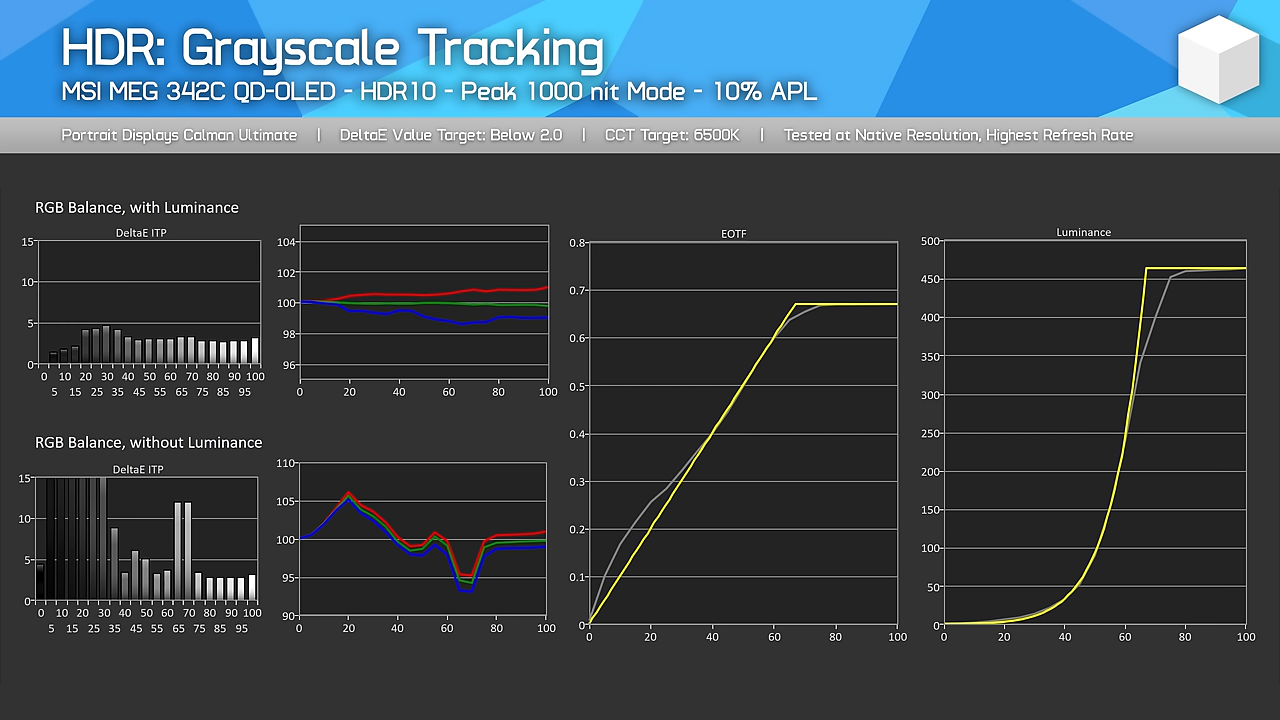 HDR: Grayscale Tracking
MSI MEG 342C QD-OLED - HDR10 - Peak 1000 nit Mode - 10% APL
Portrait Displays Calman Ultimate | DeltaE Value Target: Below 2.0 | CCT Target: 6500K | Tested at Native Resolution, Highest Refresh Rate
RGB Balance, with Luminance
DeltaE ITP
15
10
5
0
0 10 20 30 40 50 60 70 80 90 100
5 15 25 35 45 55 65 75 85 95
104
102
100
98
96
0 20 40 60 80 100
RGB Balance, without Luminance
DeltaE ITP
15
10
5
0
0 10 20 30 40 50 60 70 80 90 100
5 15 25 35 45 55 65 75 85 95
110
105
100
95
90
0 20 40 60 80 100
EOTF
0.8
0.7
0.6
0.5
0.4
0.3
0.2
0.1
0
0 20 40 60 80 100
Luminance
500
450
400
350
300
250
200
150
100
50
0
0 20 40 60 80 100